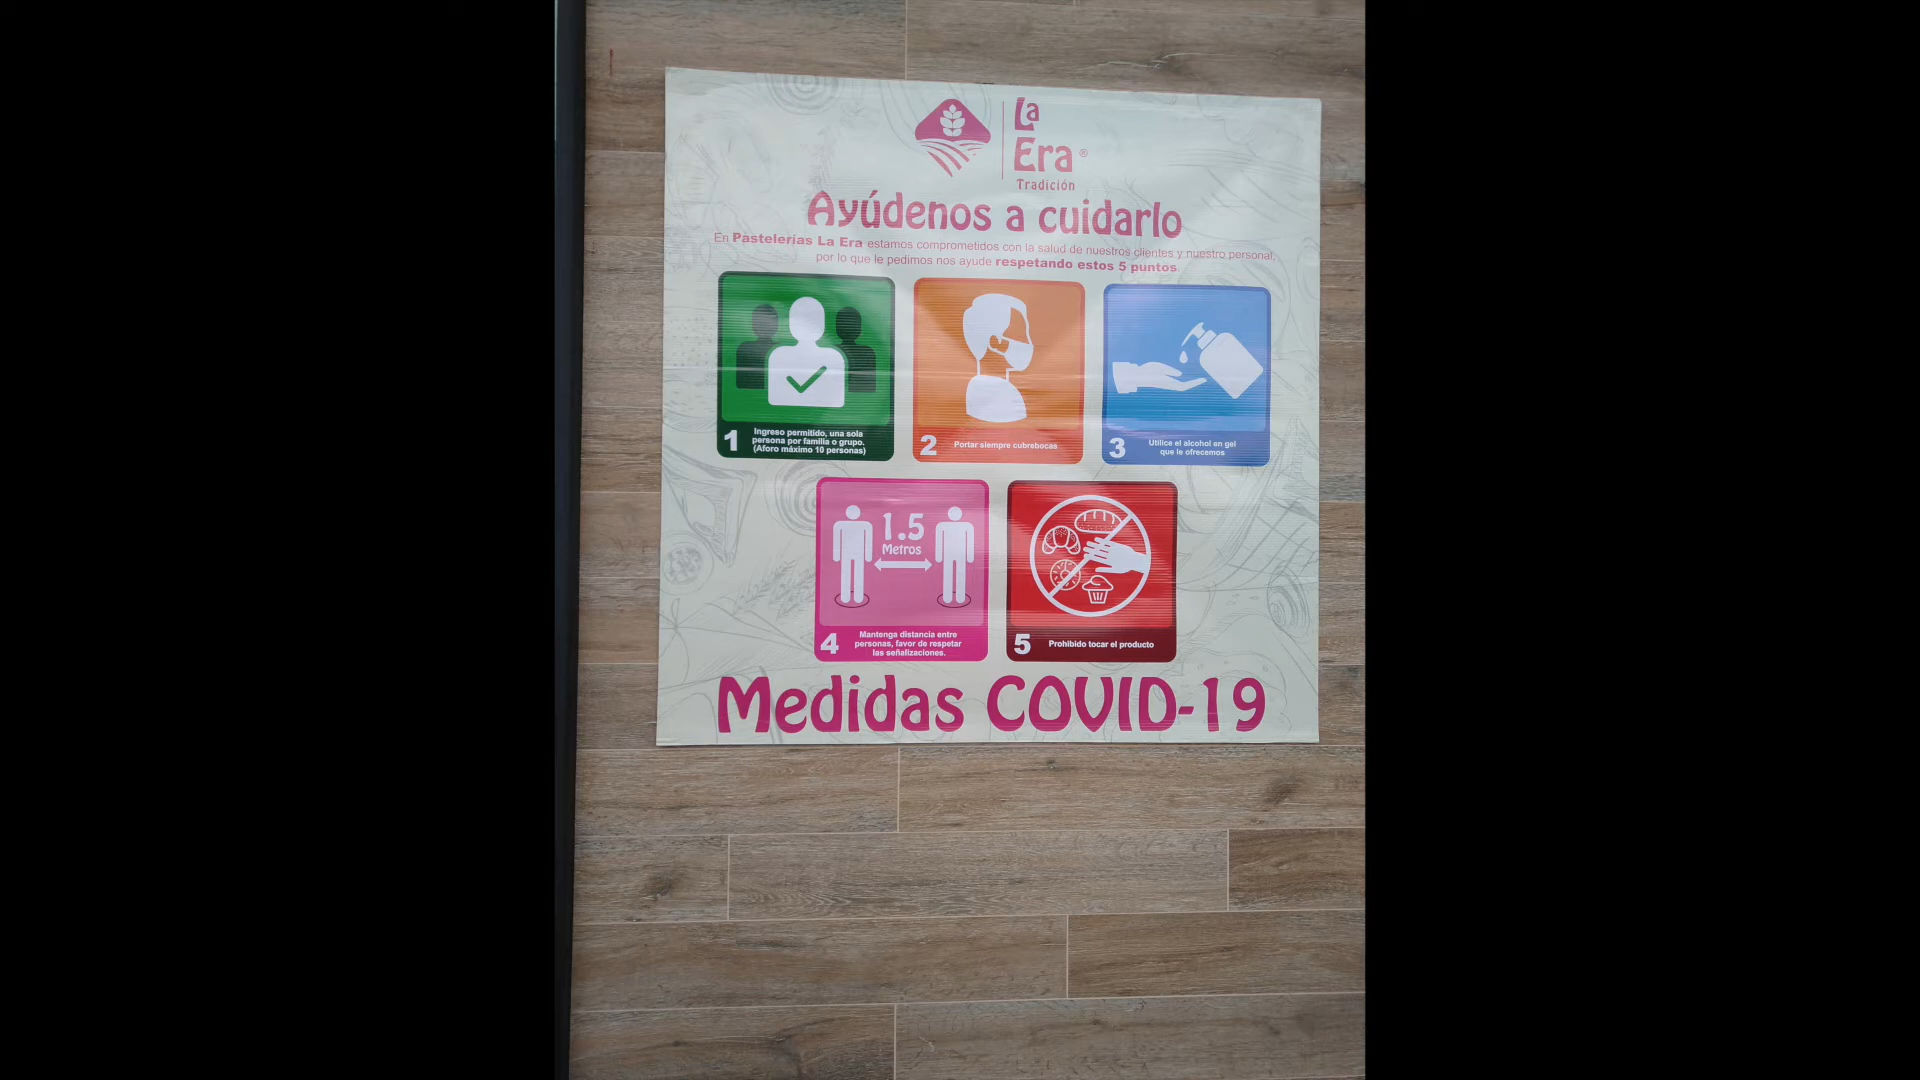 La
Era®
Tradición
Ayúdenos a cuidarlo
En Pastelerías La Era estamos comprometidos con la salud de nuestros clientes y nuestro personal,
por lo que le pedimos nos ayude respetando estos 5 puntos.
1
Ingreso permitido, una sola
persona por familia o grupo.
(Aforo máximo 10 personas)
2
Portar siempre cubrebocas
3
Utilice el alcohol en gel
que le ofrecemos
1.5
Metros
4
Mantenga distancia entre
personas, favor de respetar
las señalizaciones.
5
Prohibido tocar el producto
Medidas COVID-19